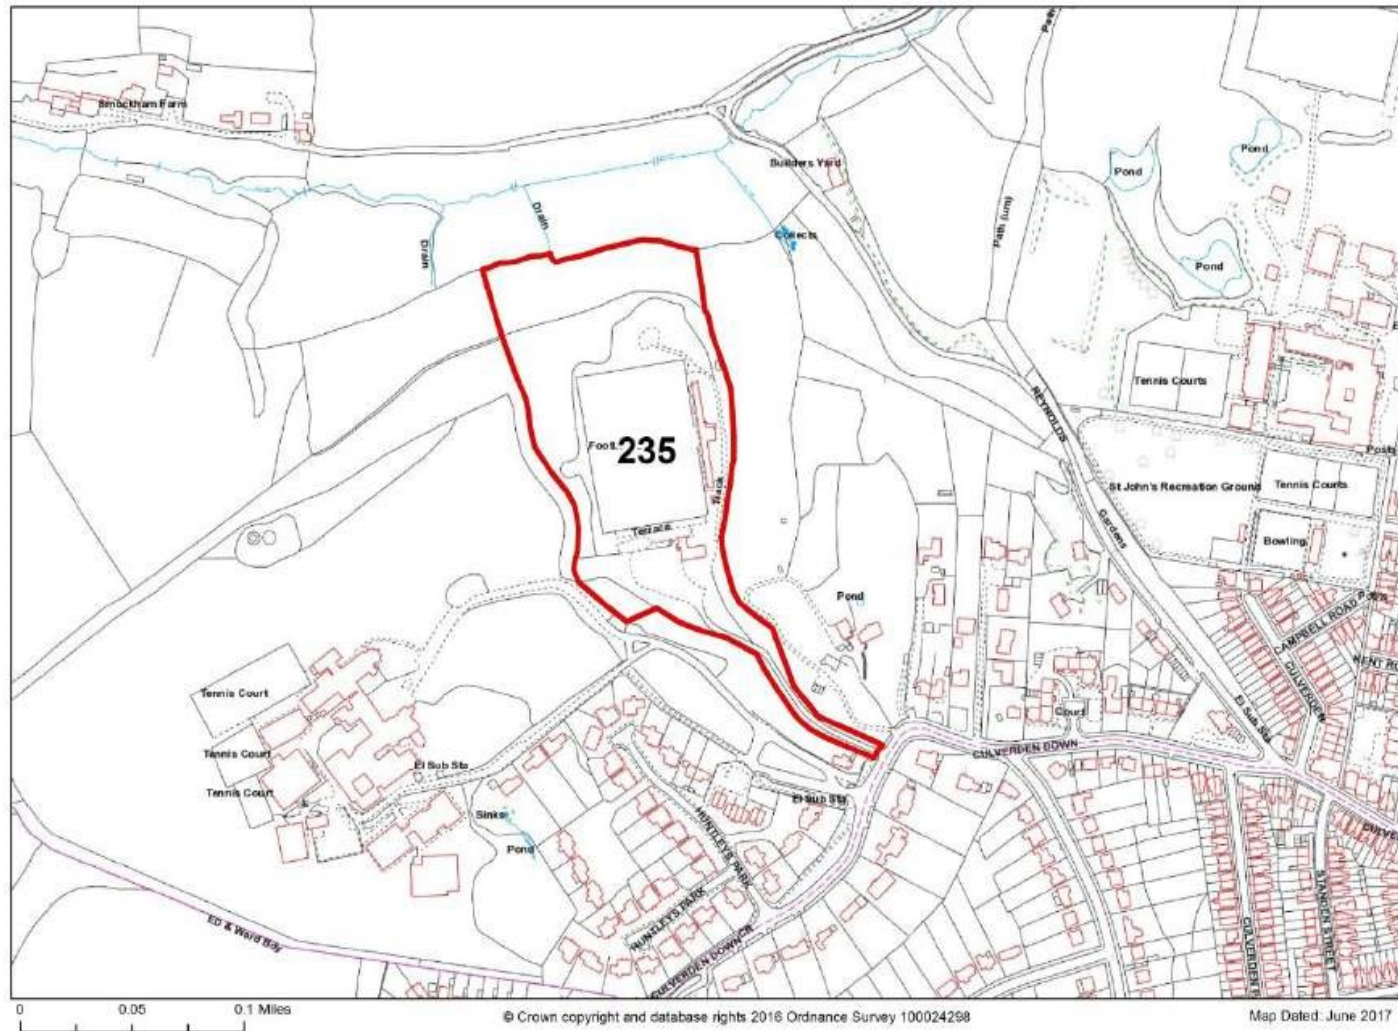 Path
Smockham Farm
Builders Yard
Pond
Pond
Drain
Drain
Collects
Path (um)
Pond
Tennis Courts
REYNOLDS
235
Posts
Track
St John's Recreation Ground
Tennis Courts
Gardens
Terrace
Bowling
Pond
CAMPBELL ROAD
CULVERDEN
Tennis Court
Court
El Sub Sta
CULVERDEN DOWN
Tennis Court
El Sub Sta
Tennis Court
El Sub Sta
Sinks
HUNTLEYS PARK
Pond
STANDEN STREET
HUNTLEYS PARK
ED & Ward Bdy
CULVERDEN DOWN
0 0.05 0.1 Miles
© Crown copyright and database rights 2016 Ordnance Survey 100024298
Map Dated: June 2017